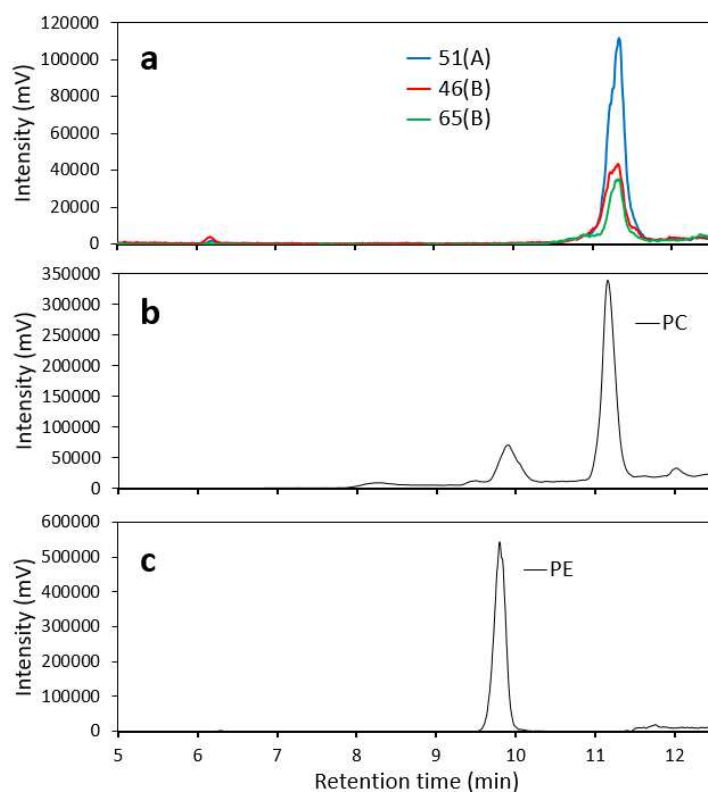 a
51(A)
46(B)
65(B)
Intensity (mV)
120000
100000
80000
60000
40000
20000
0
b
PC
Intensity (mV)
350000
300000
250000
200000
150000
100000
50000
0
c
PE
Intensity (mV)
600000
500000
400000
300000
200000
100000
0
5 6 7 8 9 10 11 12
Retention time (min)